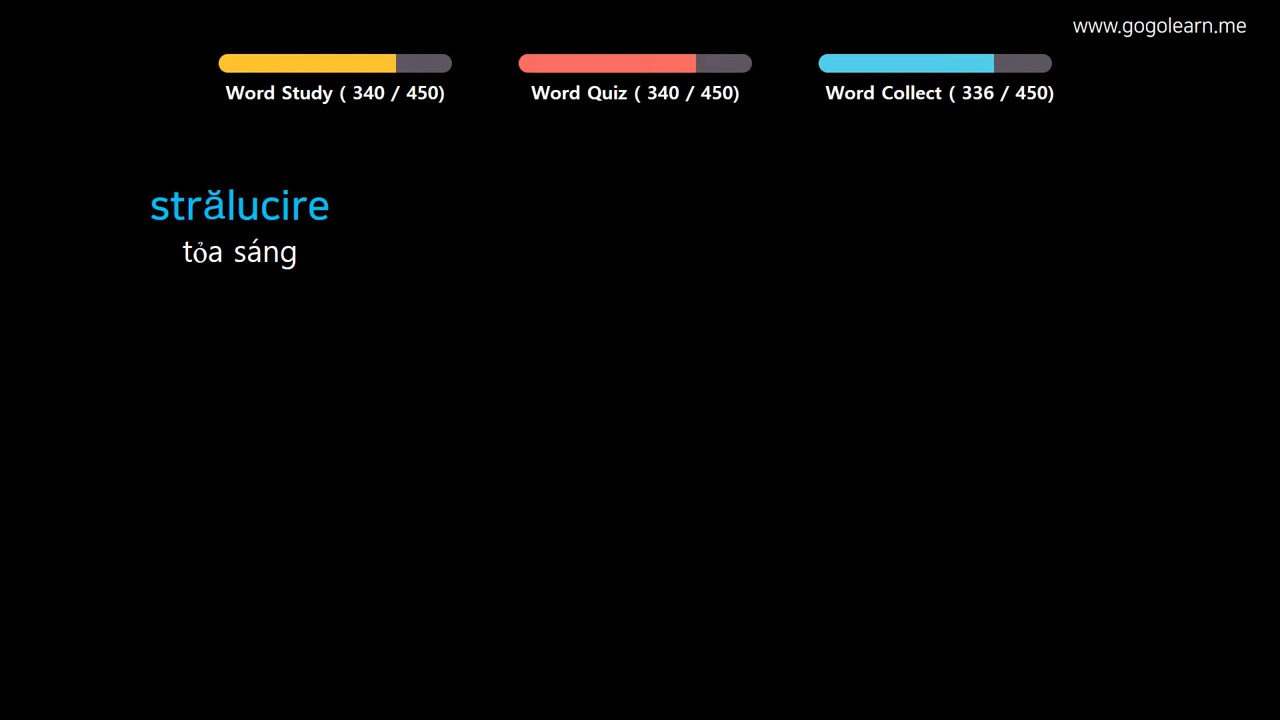 www.gogolearn.me
Word Study ( 340 / 450)
Word Quiz ( 340 / 450)
Word Collect ( 336 / 450)
strălucire
tỏa sáng